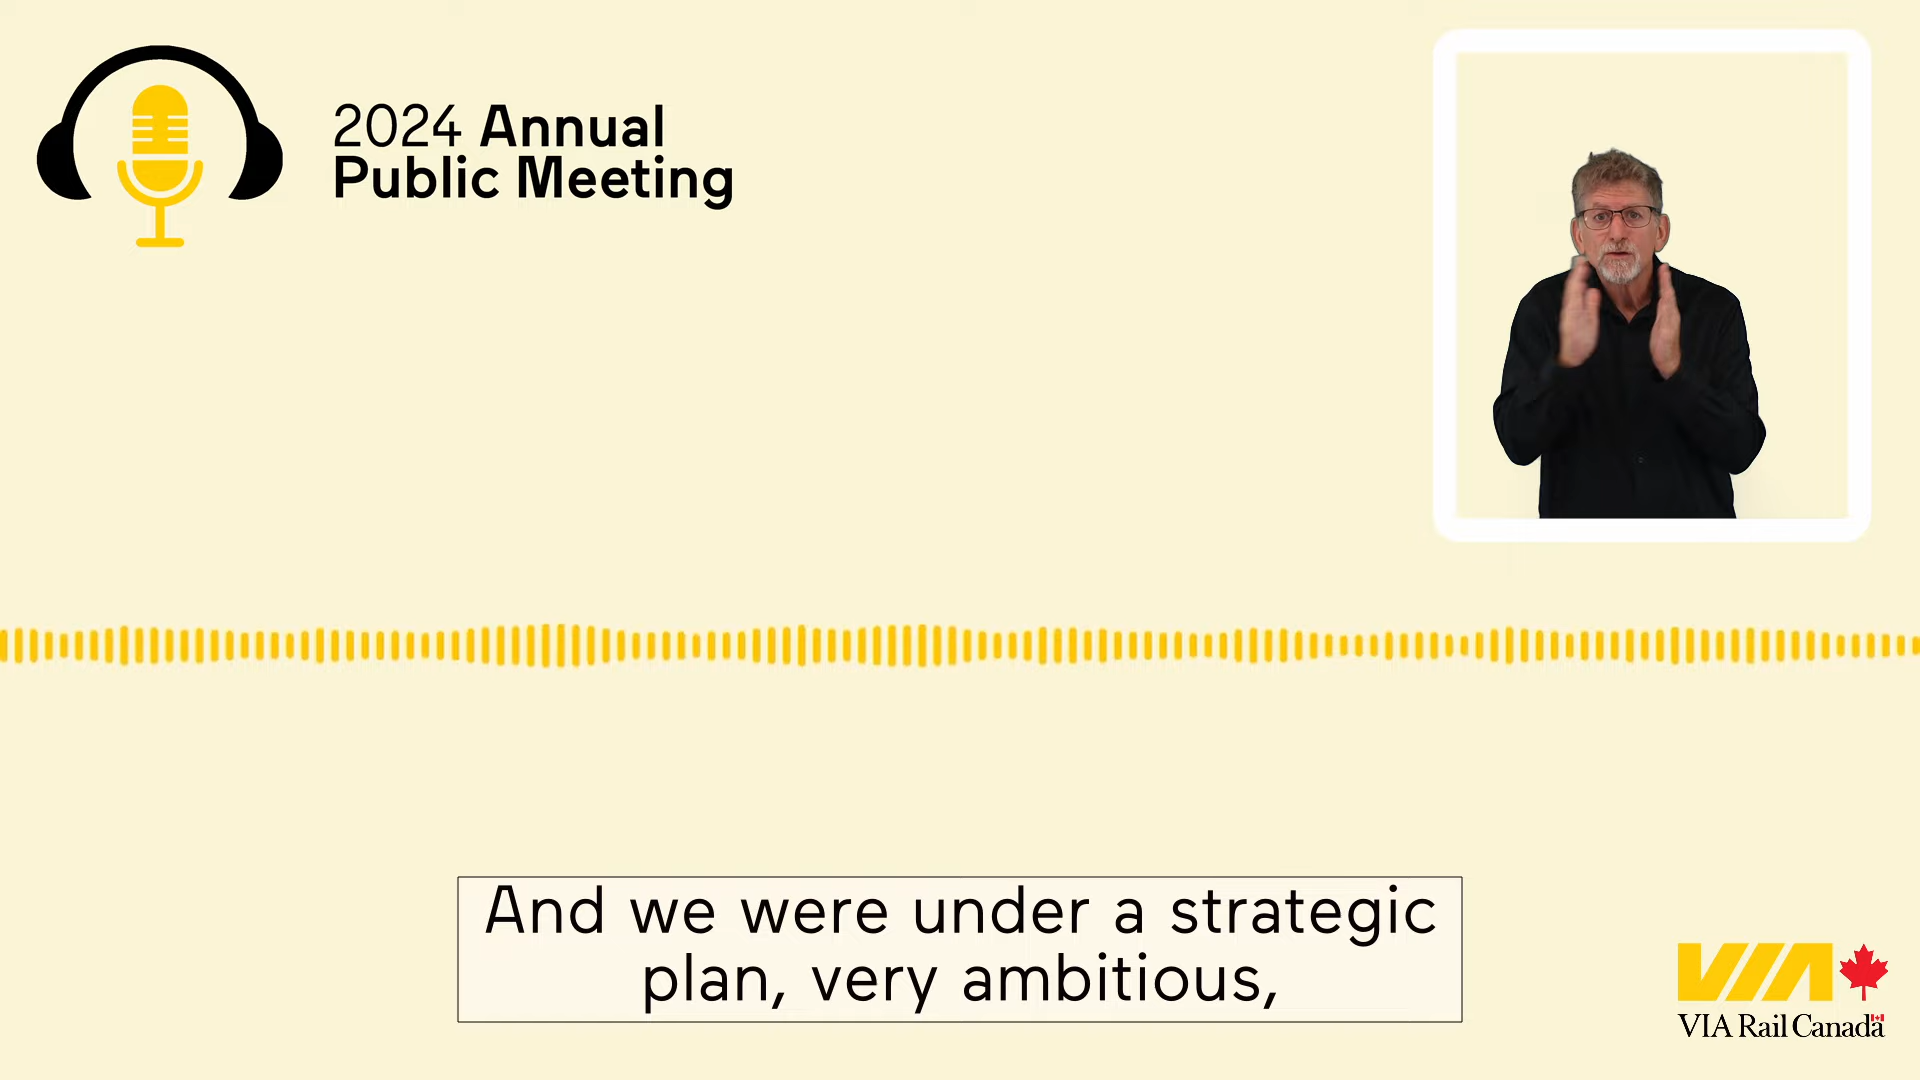 2024 Annual
Public Meeting
And we were under a strategic
plan, very ambitious,
VIA
VIA Rail Canada